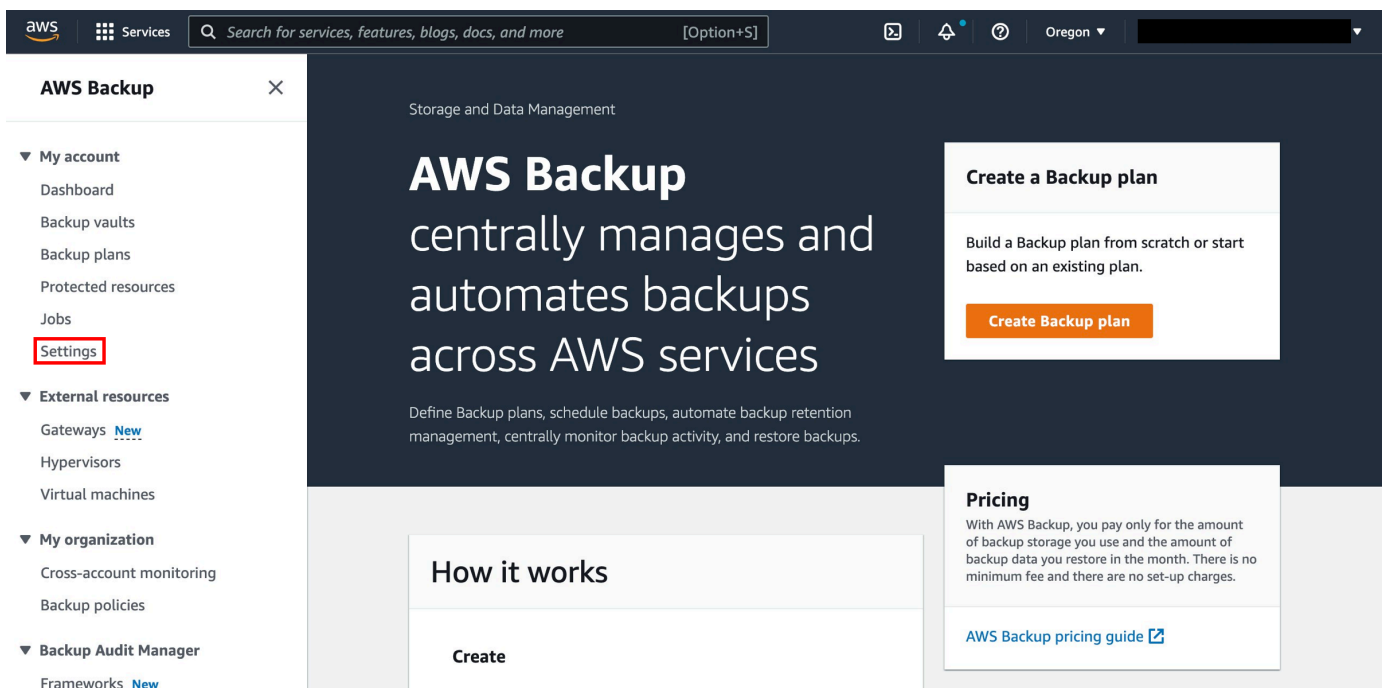 aws
Services
Search for services, features, blogs, docs, and more [Option+S]
Oregon
AWS Backup
My account
Dashboard
Backup vaults
Backup plans
Protected resources
Jobs
Settings
External resources
Gateways New
Hypervisors
Virtual machines
My organization
Cross-account monitoring
Backup policies
Backup Audit Manager
Frameworks New
Storage and Data Management
AWS Backup
centrally manages and
automates backups
across AWS services
Define Backup plans, schedule backups, automate backup retention
management, centrally monitor backup activity, and restore backups.
Create a Backup plan
Build a Backup plan from scratch or start
based on an existing plan.
Create Backup plan
How it works
Create
Pricing
With AWS Backup, you pay only for the amount
of backup storage you use and the amount of
backup data you restore in the month. There is no
minimum fee and there are no set-up charges.
AWS Backup pricing guide